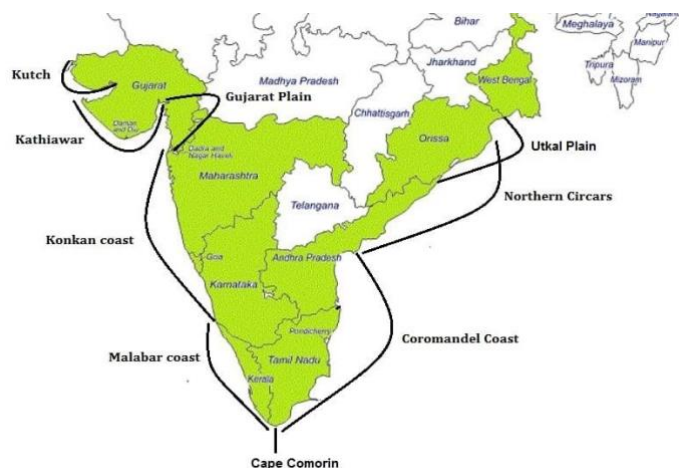 Bihar
Meghalaya
Manipur
Jharkhand
Tripura
Mizoram
West Bengal
Kutch
Gujarat
Madhya Pradesh
Gujarat Plain
Chhattisgarh
Kathiawar
Daman
and Diu
Dadra and
Nagar Haveli
Orissa
Utkal Plain
Maharashtra
Telangana
Northern Circars
Konkan coast
Goa
Andhra Pradesh
Karnataka
Pondicherry
Coromandel Coast
Malabar coast
Tamil Nadu
Kerala
Cape Comorin